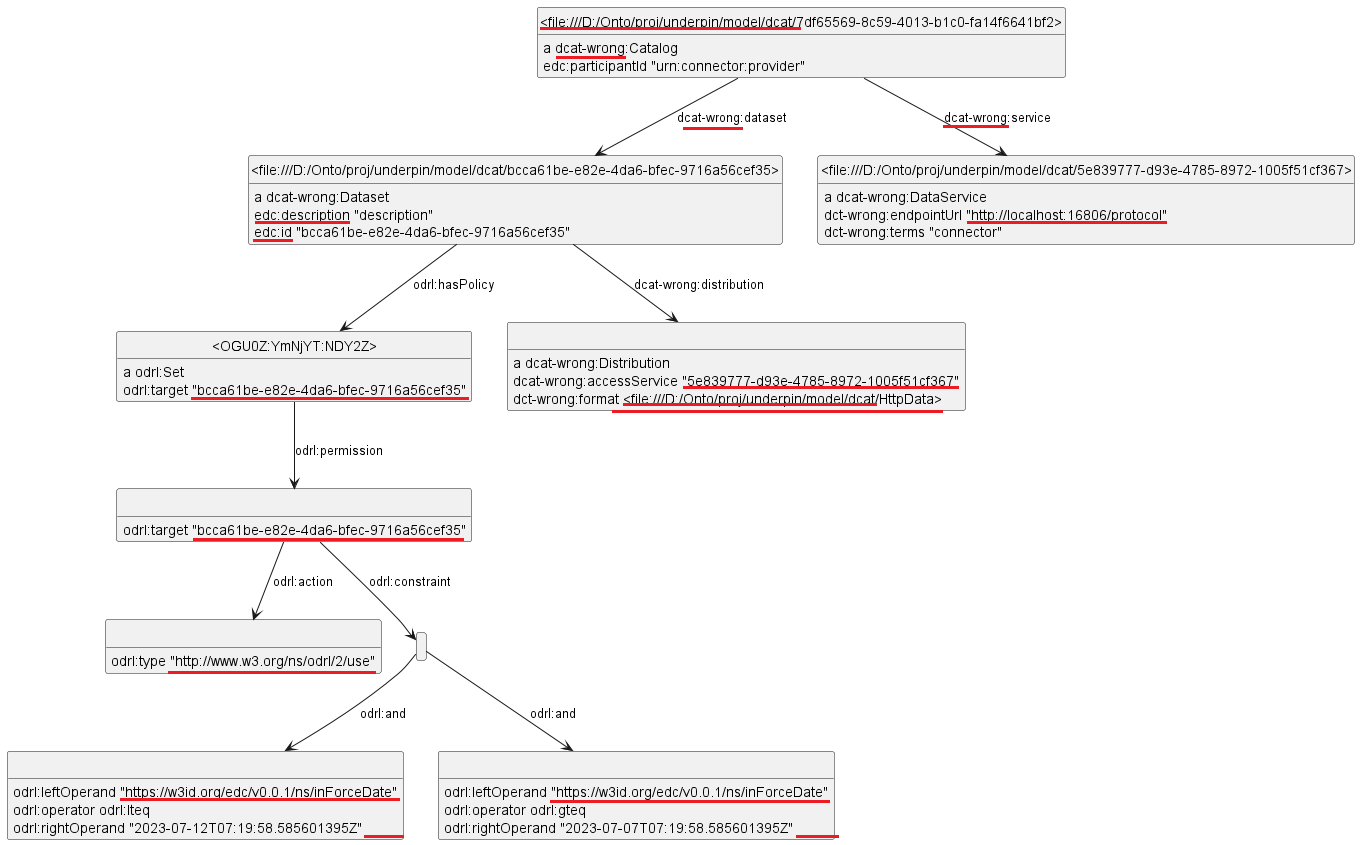 <file:///D:/Onto/proj/underpin/model/dcat/7df65569-8c59-4013-b1c0-fa14f6641bf2>
a dcat-wrong:Catalog
edc:participantId "urn:connector:provider"
dcat-wrong:dataset
dcat-wrong:service
<file:///D:/Onto/proj/underpin/model/dcat/bcca61be-e82e-4da6-bfec-9716a56cef35>
a dcat-wrong:Dataset
edc:description "description"
edc:id "bcca61be-e82e-4da6-bfec-9716a56cef35"
<file:///D:/Onto/proj/underpin/model/dcat/5e839777-d93e-4785-8972-1005f51cf367>
a dcat-wrong:DataService
dct-wrong:endpointUrl "http://localhost:16806/protocol"
dct-wrong:terms "connector"
odrl:hasPolicy
dcat-wrong:distribution
<OGU0Z:YmNjYT:NDY2Z>
a odrl:Set
odrl:target "bcca61be-e82e-4da6-bfec-9716a56cef35"
a dcat-wrong:Distribution
dcat-wrong:accessService "5e839777-d93e-4785-8972-1005f51cf367"
dct-wrong:format <file:///D:/Onto/proj/underpin/model/dcat/HttpData>
odrl:permission
odrl:target "bcca61be-e82e-4da6-bfec-9716a56cef35"
odrl:action
odrl:constraint
odrl:type "http://www.w3.org/ns/odrl/2/use"
odrl:and
odrl:and
odrl:leftOperand "https://w3id.org/edc/v0.0.1/ns/inForceDate"
odrl:operator odrl:lteq
odrl:rightOperand "2023-07-12T07:19:58.585601395Z"
odrl:leftOperand "https://w3id.org/edc/v0.0.1/ns/inForceDate"
odrl:operator odrl:gteq
odrl:rightOperand "2023-07-07T07:19:58.585601395Z"